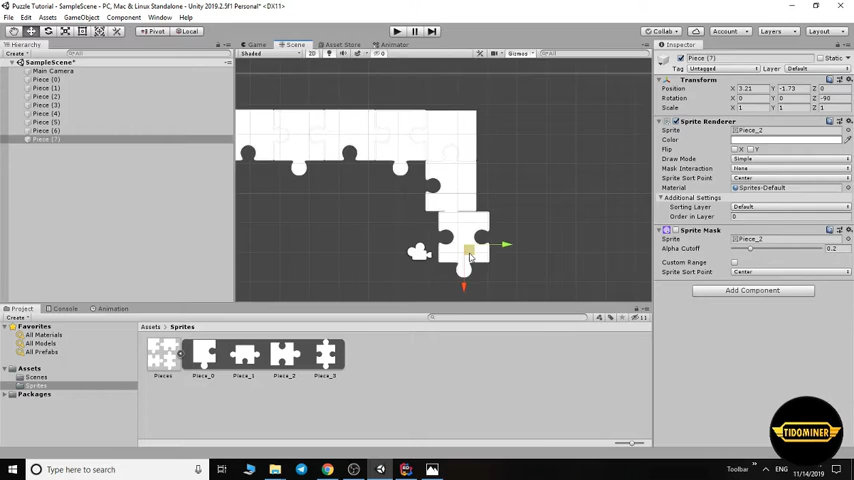 Puzzle Tutorial - SampleScene - PC, Mac & Linux Standalone - Unity 2019.2.5f1 Personal* <DX11>
File Edit Assets GameObject Component Window Help
Pivot Local Collab Account Layers Layout
Hierarchy Game Scene Asset Store Animator Inspector
Create All Shaded 2D 0 Gizmos All
SampleScene*
Main Camera
Piece (0)
Piece (1)
Piece (2)
Piece (3)
Piece (4)
Piece (5)
Piece (6)
Piece (7)
Piece (7) Static
Tag Untagged Layer Default
Transform
Position X 3.21 Y -1.73 Z 0
Rotation X 0 Y 0 Z -90
Scale X 1 Y 1 Z 1
Sprite Renderer
Sprite Piece_2
Color
Flip X Y
Draw Mode Simple
Mask Interaction None
Sprite Sort Point Center
Material Sprites-Default
Additional Settings
Sorting Layer Default
Order in Layer 0
Sprite Mask
Sprite Piece_2
Alpha Cutoff 0.2
Custom Range
Sprite Sort Point Center
Add Component
Project Console Animation
Create
Favorites
All Materials
All Models
All Prefabs
Assets
Scenes
Sprites
Packages
Assets Sprites
Pieces Piece_0 Piece_1 Piece_2 Piece_3
TIDOMINER
Type here to search
Toolbar ENG 09:05 AM
11/14/2019